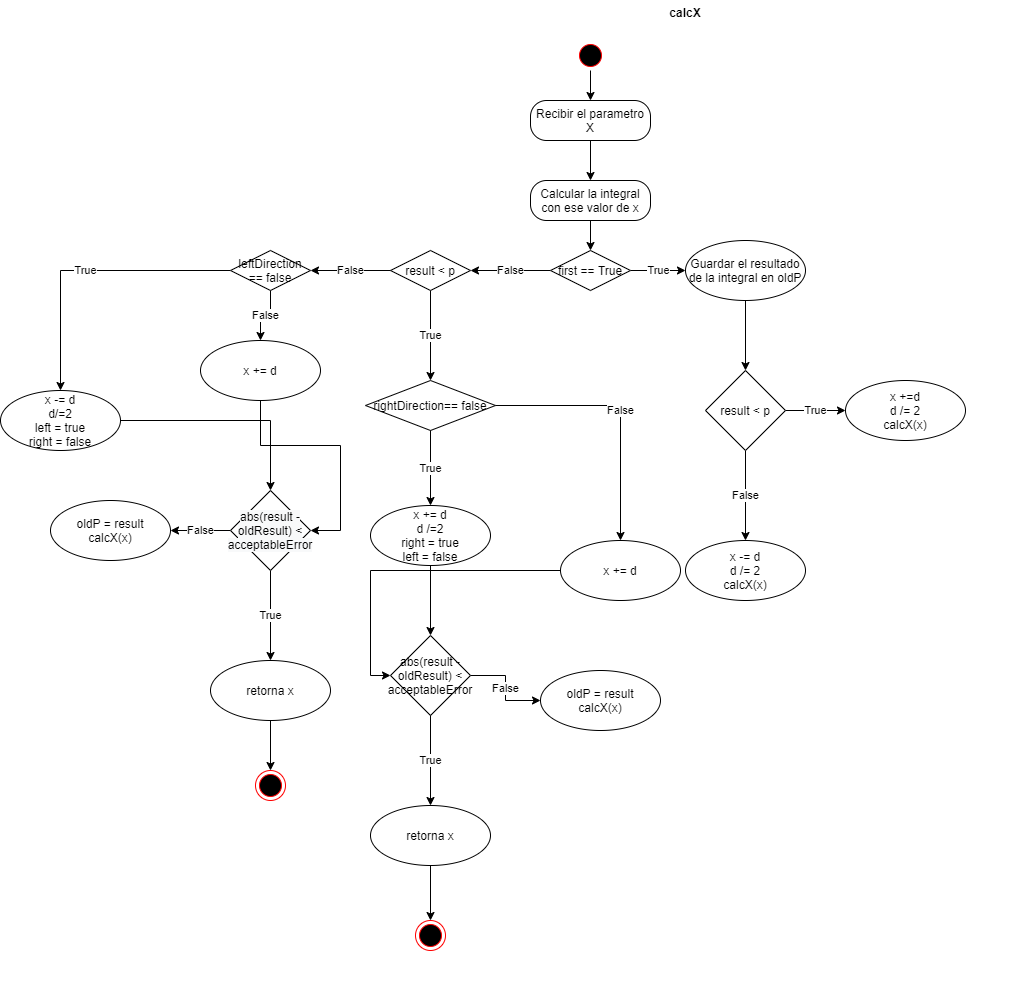 calcX
Recibir el parametro
X
Calcular la integral
con ese valor de x
leftDirection
== false
True
False
result < p
False
first == True
True
Guardar el resultado
de la integral en oldP
False
True
x += d
x -= d
d/=2
left = true
right = false
rightDirection== false
False
result < p
True
x +=d
d /= 2
calcX(x)
True
False
oldP = result
calcX(x)
False
abs(result -
oldResult) <
acceptableError
x += d
d /=2
right = true
left = false
x += d
x -= d
d /= 2
calcX(x)
True
retorna x
abs(result -
oldResult) <
acceptableError
False
oldP = result
calcX(x)
True
retorna x